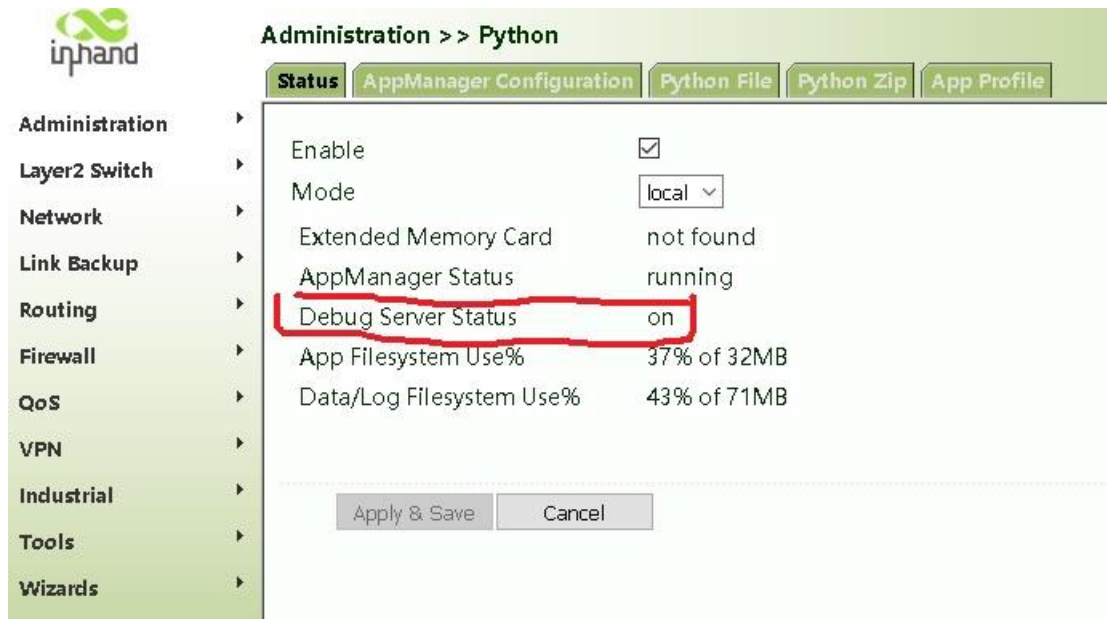 inhand
Administration >> Python
Status AppManager Configuration Python File Python Zip App Profile
Administration
Layer2 Switch
Network
Link Backup
Routing
Firewall
QoS
VPN
Industrial
Tools
Wizards
Enable
Mode local
Extended Memory Card not found
AppManager Status running
Debug Server Status on
App Filesystem Use% 37% of 32MB
Data/Log Filesystem Use% 43% of 71MB
Apply & Save Cancel